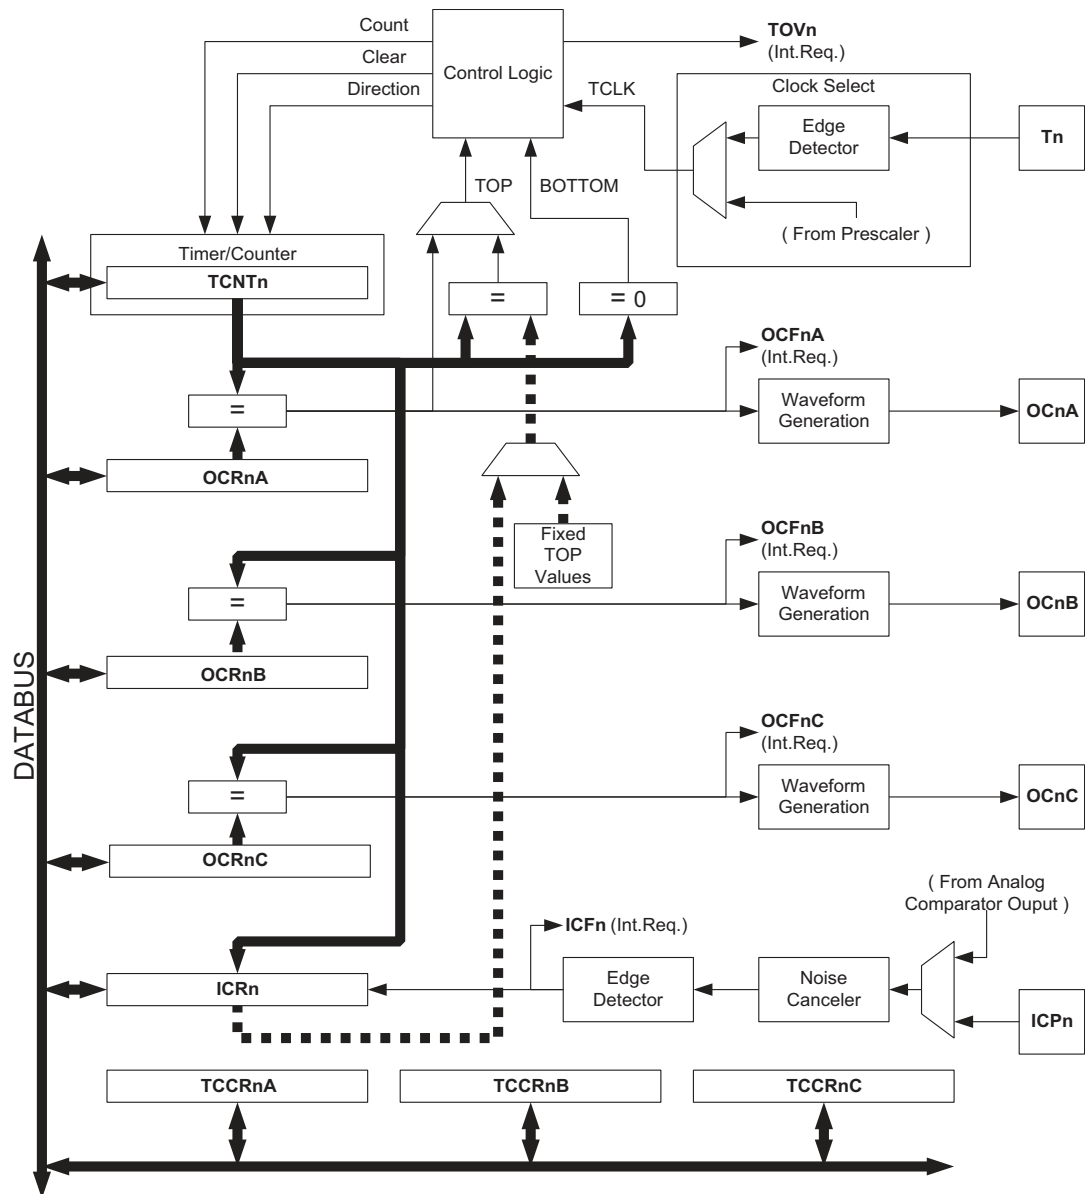 Count
Clear
Direction
Control Logic
TOVn
(Int.Req.)
TCLK
Clock Select
Edge
Detector
Tn
( From Prescaler )
TOP
BOTTOM
Timer/Counter
TCNTn
=
= 0
OCFnA
(Int.Req.)
=
Waveform
Generation
OCnA
OCRnA
Fixed
TOP
Values
OCFnB
(Int.Req.)
=
Waveform
Generation
OCnB
OCRnB
DATABUS
OCFnC
(Int.Req.)
=
Waveform
Generation
OCnC
OCRnC
( From Analog
Comparator Ouput )
ICFn (Int.Req.)
ICRn
Edge
Detector
Noise
Canceler
ICPn
TCCRnA
TCCRnB
TCCRnC